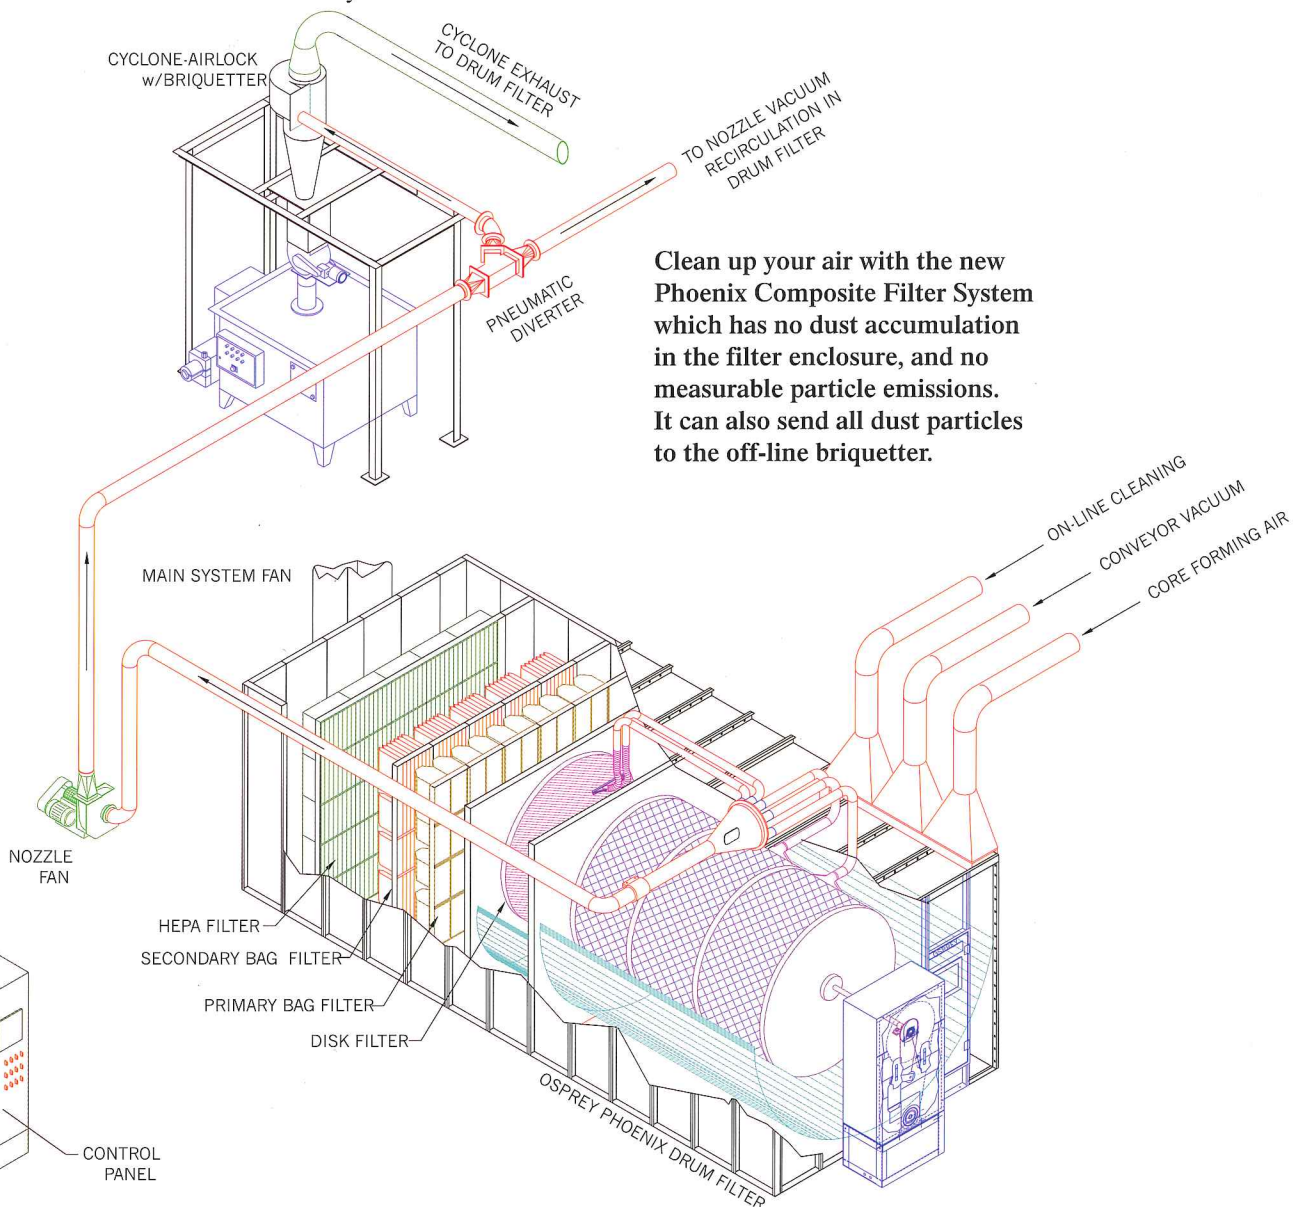 CYCLONE-AIRLOCK
w/BRIQUETTER
CYCLONE EXHAUST
TO DRUM FILTER
TO NOZZLE VACUUM
RECIRCULATION IN
DRUM FILTER
PNEUMATIC
DIVERTER
Clean up your air with the new
Phoenix Composite Filter System
which has no dust accumulation
in the filter enclosure, and no
measurable particle emissions.
It can also send all dust particles
to the off-line briquetter.
ON-LINE CLEANING
CONVEYOR VACUUM
CORE FORMING AIR
MAIN SYSTEM FAN
NOZZLE
FAN
HEPA FILTER
SECONDARY BAG FILTER
PRIMARY BAG FILTER
DISK FILTER
OSPREY PHOENIX DRUM FILTER
CONTROL
PANEL